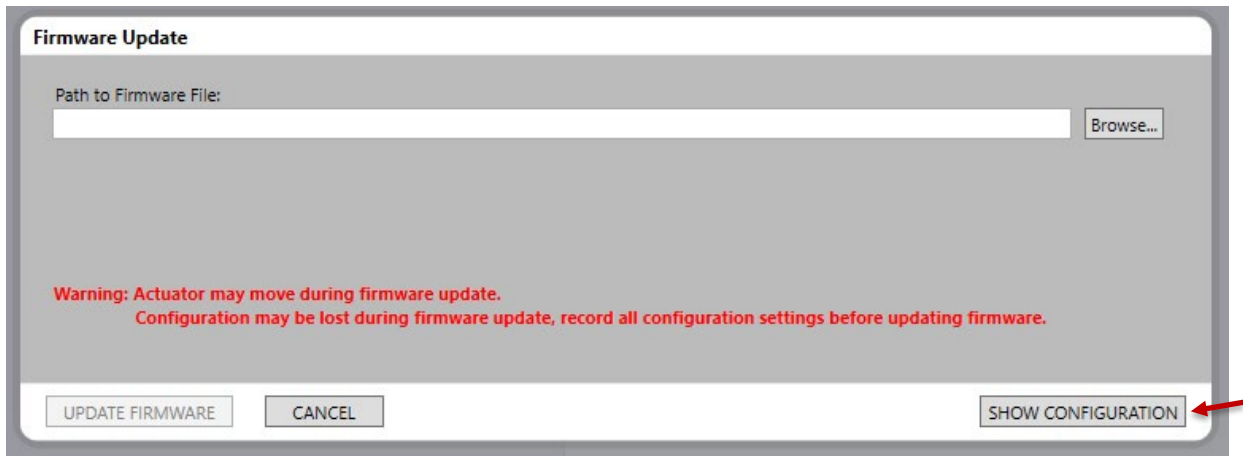 Firmware Update
Path to Firmware File:
Browse...
Warning: Actuator may move during firmware update.
Configuration may be lost during firmware update, record all configuration settings before updating firmware.
UPDATE FIRMWARE CANCEL SHOW CONFIGURATION